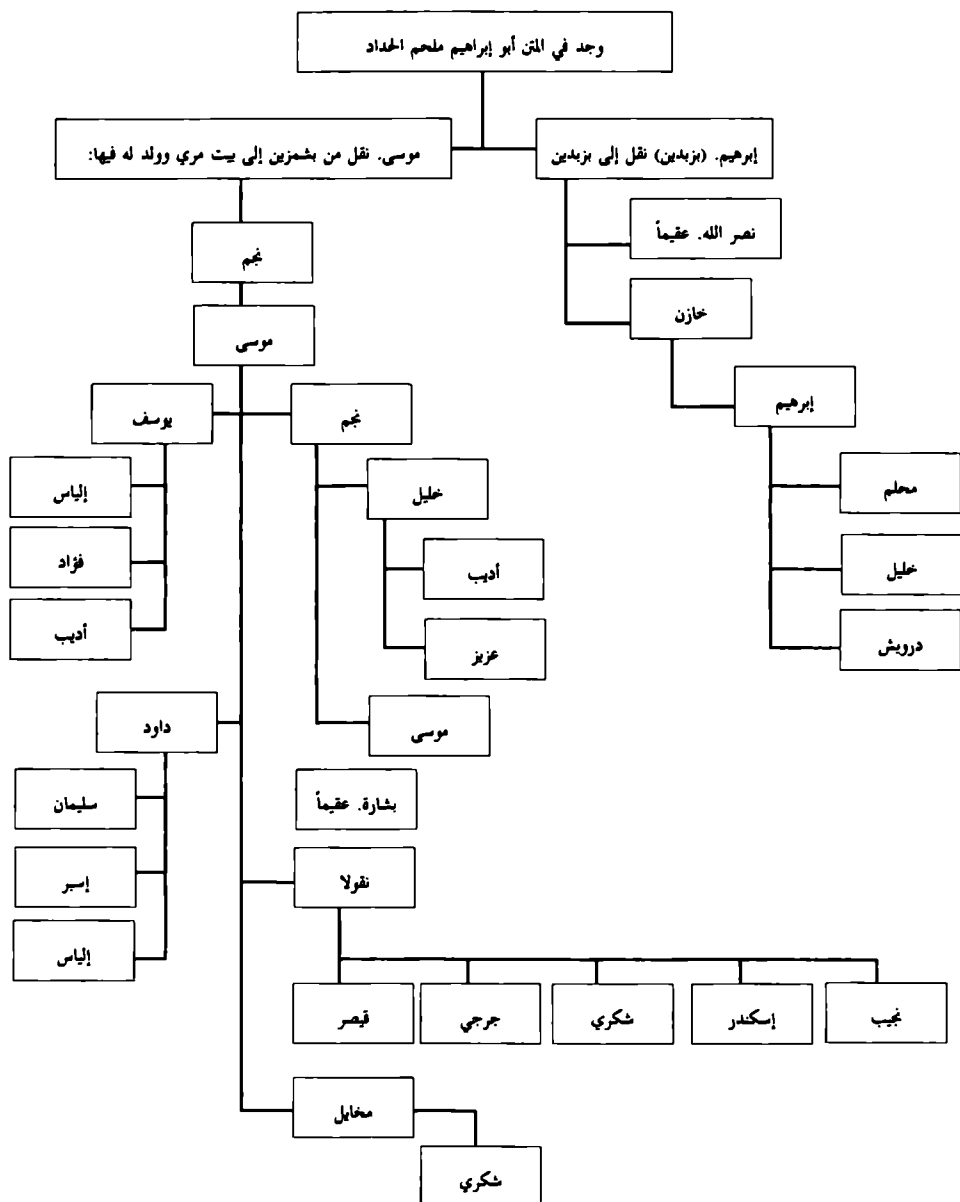 وجد في المتن أبو إبراهيم ملحم الحداد
إبرهيم. (بزبدين) نقل إلى بزبدين
موسى. نقل من بشمزين إلى بيت مري وولد له فيها:
نصر الله. عقيماً
نجم
خازن
موسى
إبرهيم
نجم
يوسف
محلم
خليل
إلياس
خليل
أديب
فؤاد
درويش
عزيز
أديب
موسى
داود
بشارة. عقيماً
سليمان
نقولا
إسبر
إلياس
نجيب
إسكندر
شكري
جرجي
قيصر
مخايل
شكري